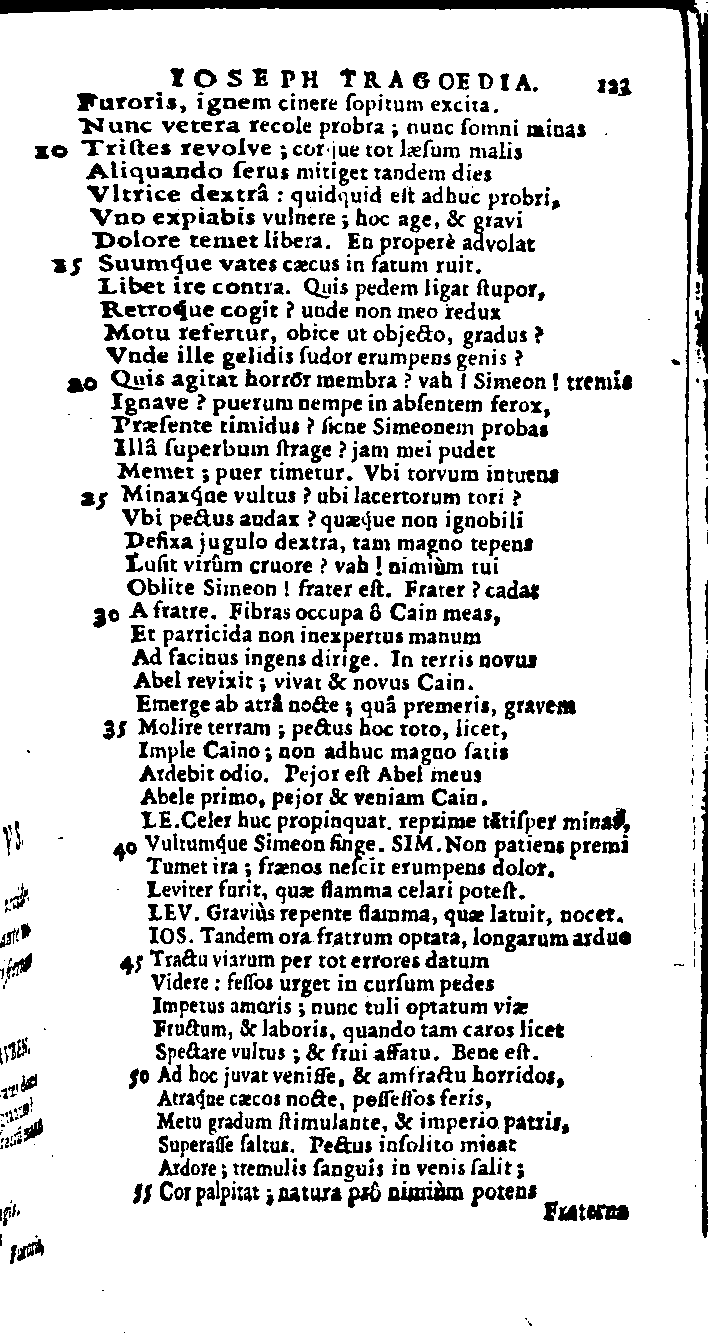 IOSEPH TRAGOEDIA. 123
Furoris, ignem cinere ſopitum excita.
Nunc vetera recole probra ; nunc ſomni minas
10 Triſtes revolve ; corque tot læſum malis
Aliquando ſerus mitiget tandem dies
Vltrice dextrâ : quidquid eſt adhuc probri,
Vno expiabis vulnere ; hoc age, & gravi
Dolore temet libera. En properè advolat
15 Suumque vates cæcus in fatum ruit.
Libet ire contra. Quis pedem ligat ſtupor,
Retroque cogit ? unde non meo redux
Motu refertur, obice ut objecto, gradus ?
Vnde ille gelidis ſudor erumpens genis ?
20 Quis agitat horror membra ? vah ! Simeon ! tremis
Ignave ? puerum nempe in abſentem ferox,
Præſente timidus ? ſicne Simeonem probas
Illâ ſuperbum ſtrage ? jam mei pudet
Memet ; puer timetur. Vbi torvum intuens
25 Minaxque vultus ? ubi lacertorum tori ?
Vbi pectus audax ? quæque non ignobili
Defixa jugulo dextra, tam magno tepens
Luſit virûm cruore ? vah ! nimiùm tui
Oblite Simeon ! frater eſt. Frater ? cadat
30 A fratre. Fibras occupa ô Cain meas,
Et parricida non inexpertus manum
Ad facinus ingens dirige. In terris novus
Abel revixit ; vivat & novus Cain.
Emerge ab atrâ nocte ; quâ premeris, gravem
35 Molire terram ; pectus hoc toto, licet,
Imple Caino ; non adhuc magno ſatis
Ardebit odio. Pejor eſt Abel meus
Abele primo, pejor & veniam Cain.
LE. Celer huc propinquat. reprime tãtiſper minas,
40 Vultumque Simeon finge. SIM. Non patiens premi
Tumet ira ; frænos neſcit erumpens dolor.
Leviter furit, quæ flamma celari poteſt.
LEV. Graviùs repente flamma, quæ latuit, nocet.
IOS. Tandem ora fratrum optata, longarum arduo
45 Tractu viarum per tot errores datum
Videre : feſſos urget in curſum pedes
Impetus amoris ; nunc tuli optatum viæ
Fructum, & laboris, quando tam caros licet
Spectare vultus ; & frui affatu. Bene eſt.
50 Ad hoc juvat veniſſe, & amfractu horridos,
Atraque cæcos nocte, poſſeſſos feris,
Metu gradum ſtimulante, & imperio patris,
Superaſſe ſaltus. Pectus inſolito micat
Ardore ; tremulis ſanguis in venis ſalit ;
55 Cor palpitat ; natura prô nimiùm potens
Fraterna